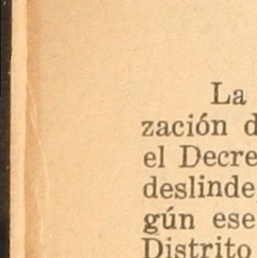 La
zación d
el Decre
deslinde
gún ese
Distrito